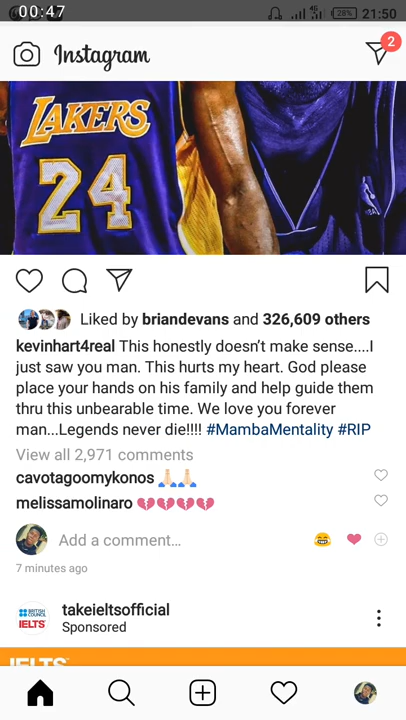 00:47
4G
28%
21:50
Instagram
2
LAKERS
24
Liked by briandevans and 326,609 others
kevinhart4real This honestly doesn't make sense....I
just saw you man. This hurts my heart. God please
place your hands on his family and help guide them
thru this unbearable time. We love you forever
man...Legends never die!!!! #MambaMentality #RIP
View all 2,971 comments
cavotagoomykonos 🙏🏻🙏🏻
melissamolinaro 💔💔💔💔
Add a comment... 😂 ❤️
7 minutes ago
BRITISH
COUNCIL
IELTS
takeieltsofficial
Sponsored
IELTS